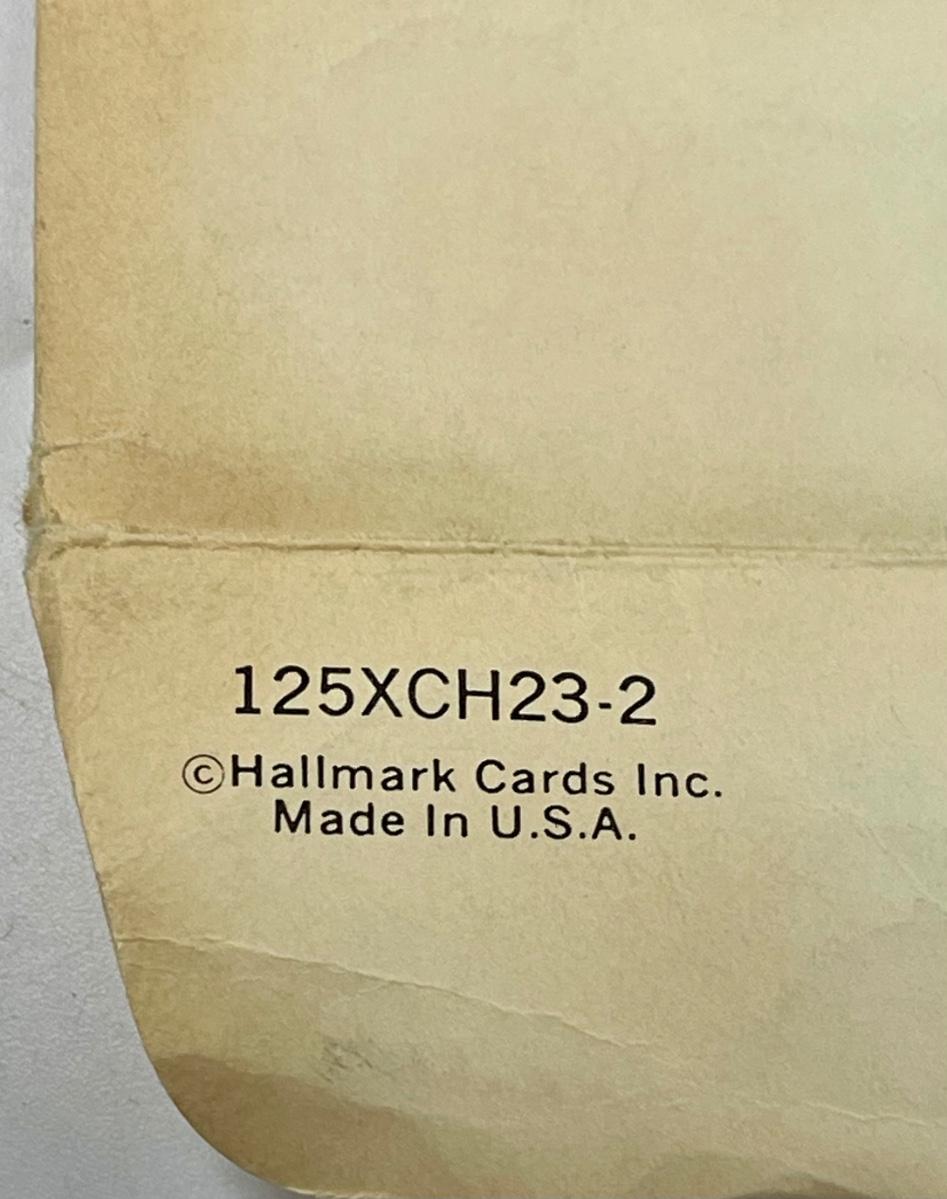 125XCH23-2
©Hallmark Cards Inc.
Made In U.S.A.